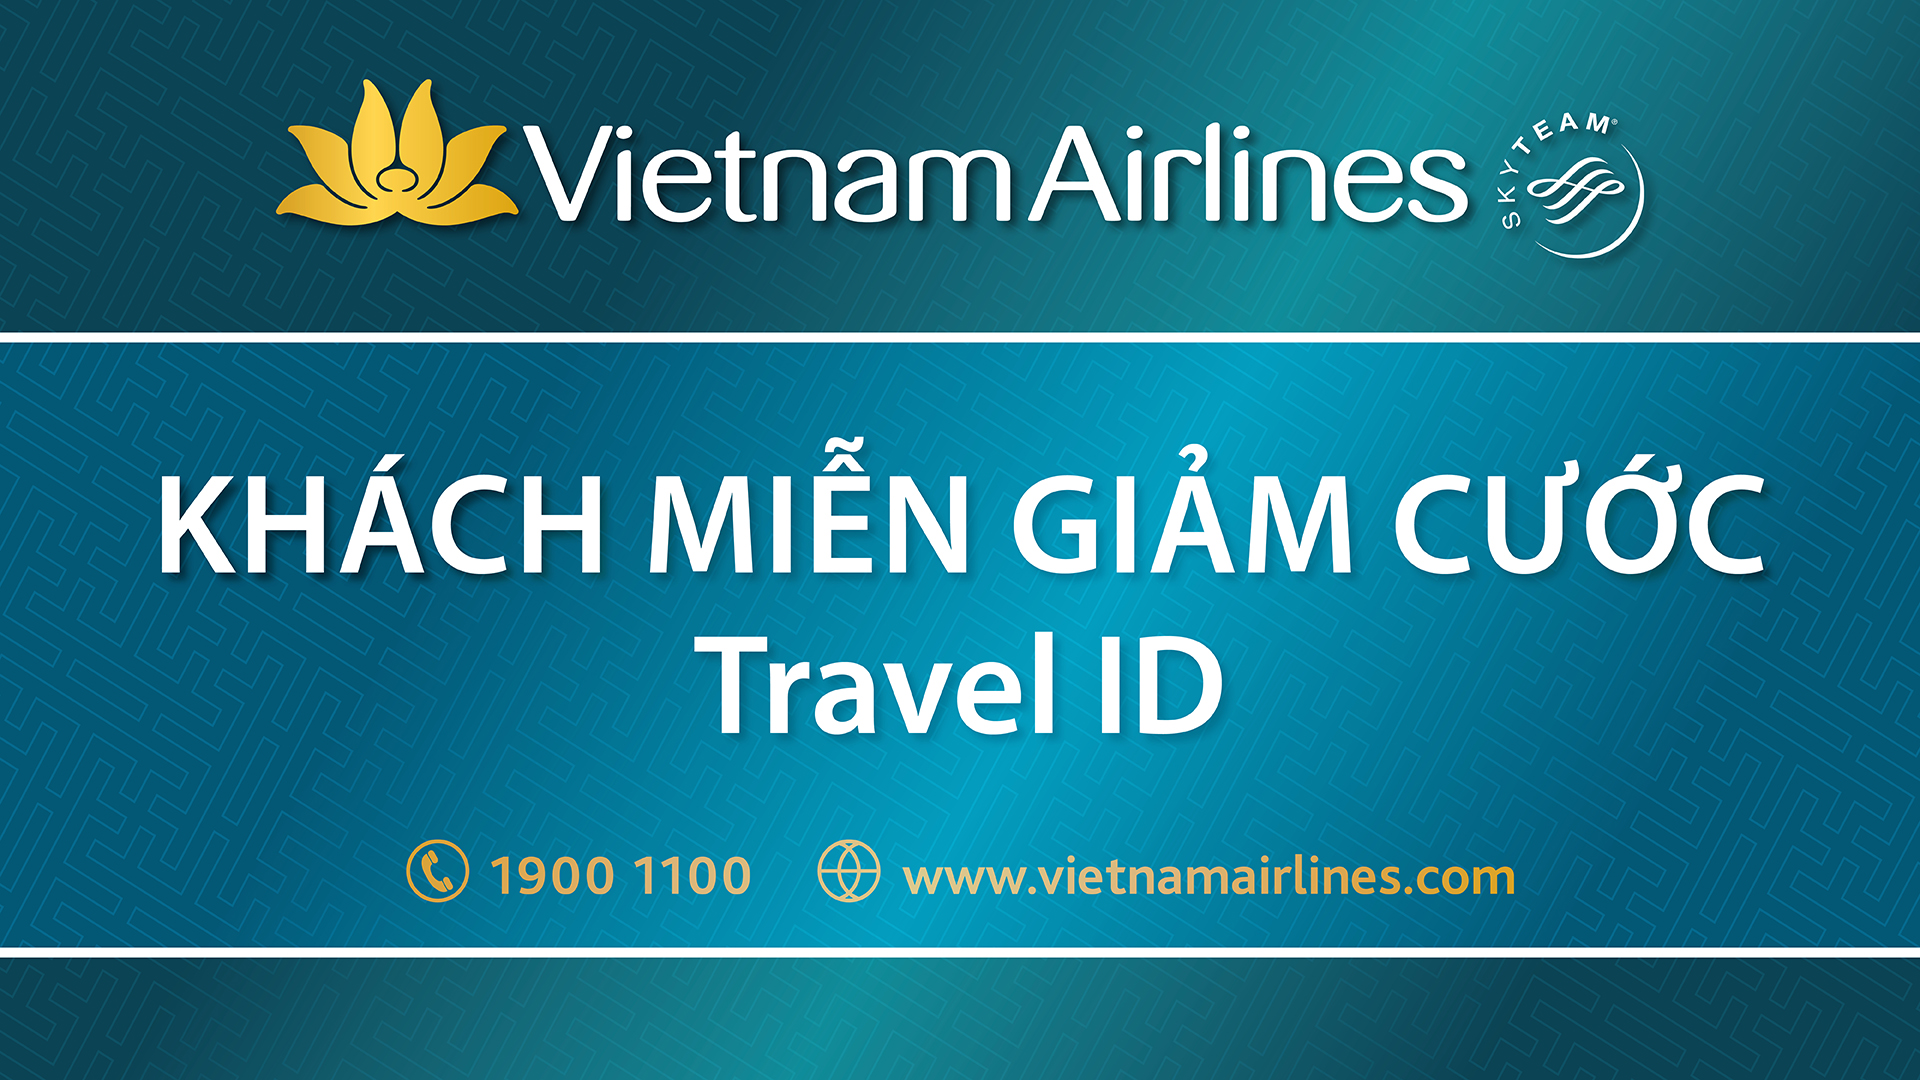 Vietnam Airlines
SKYTEAM®
KHÁCH MIỄN GIẢM CƯỚC
Travel ID
1900 1100
www.vietnamairlines.com